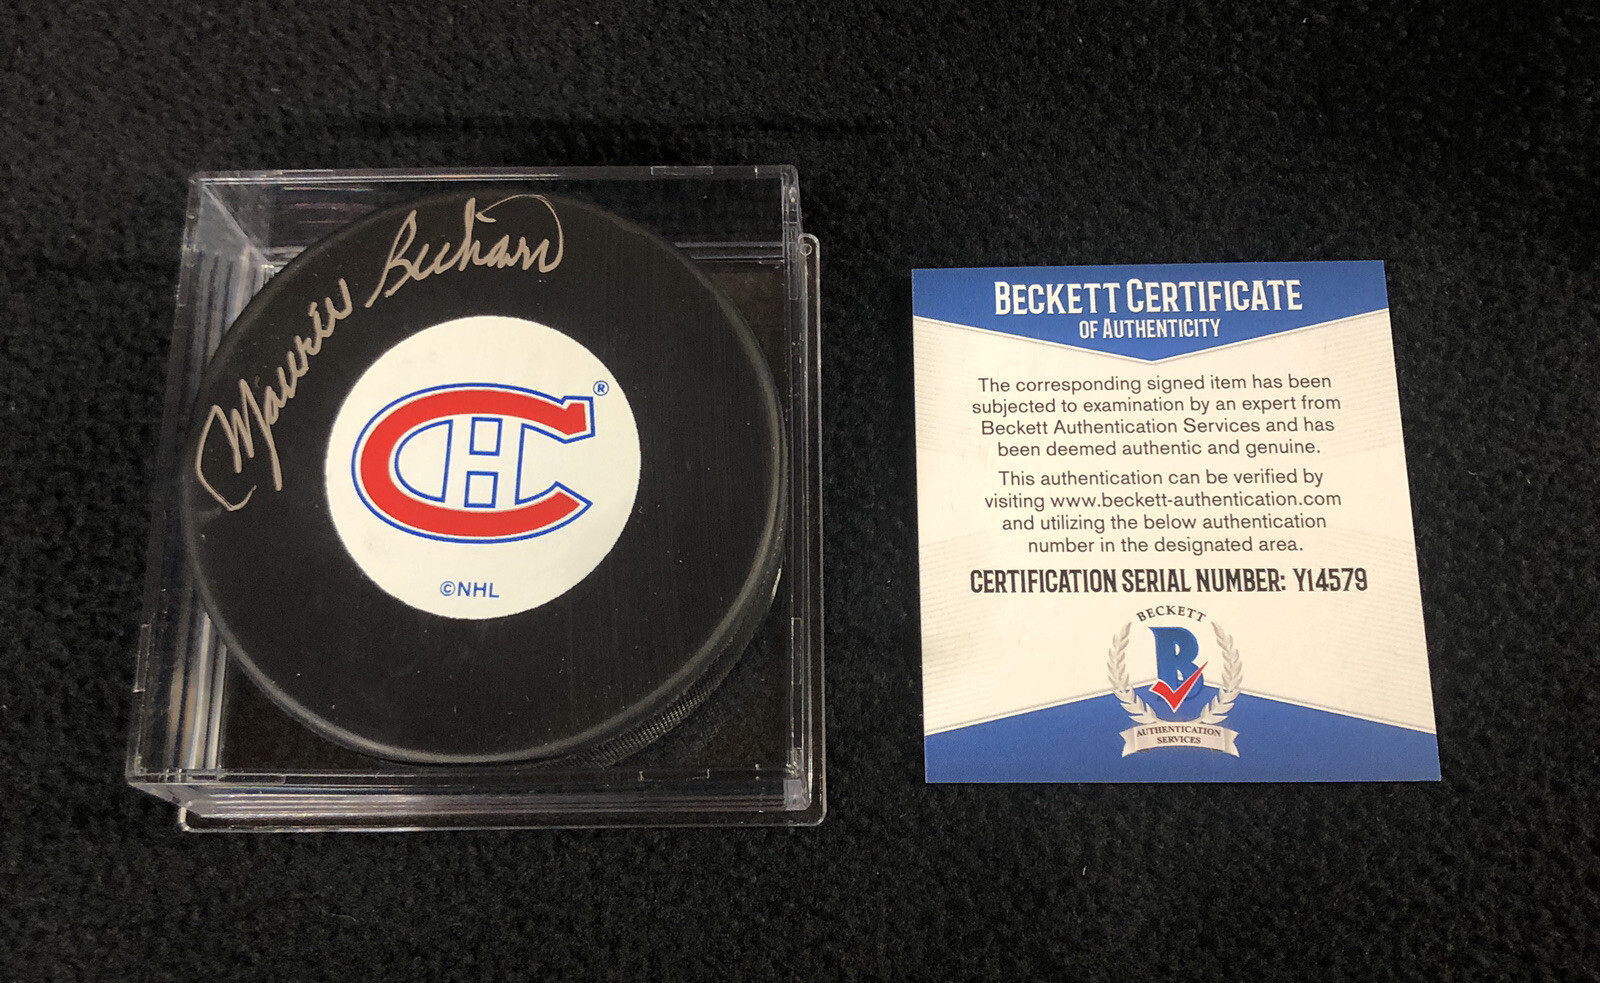 Maurice Richard
CH
®
©NHL
BECKETT CERTIFICATE
OF AUTHENTICITY
The corresponding signed item has been
subjected to examination by an expert from
Beckett Authentication Services and has
been deemed authentic and genuine.
This authentication can be verified by
visiting www.beckett-authentication.com
and utilizing the below authentication
number in the designated area.
CERTIFICATION SERIAL NUMBER: Y14579
BECKETT
B
AUTHENTICATION
SERVICES